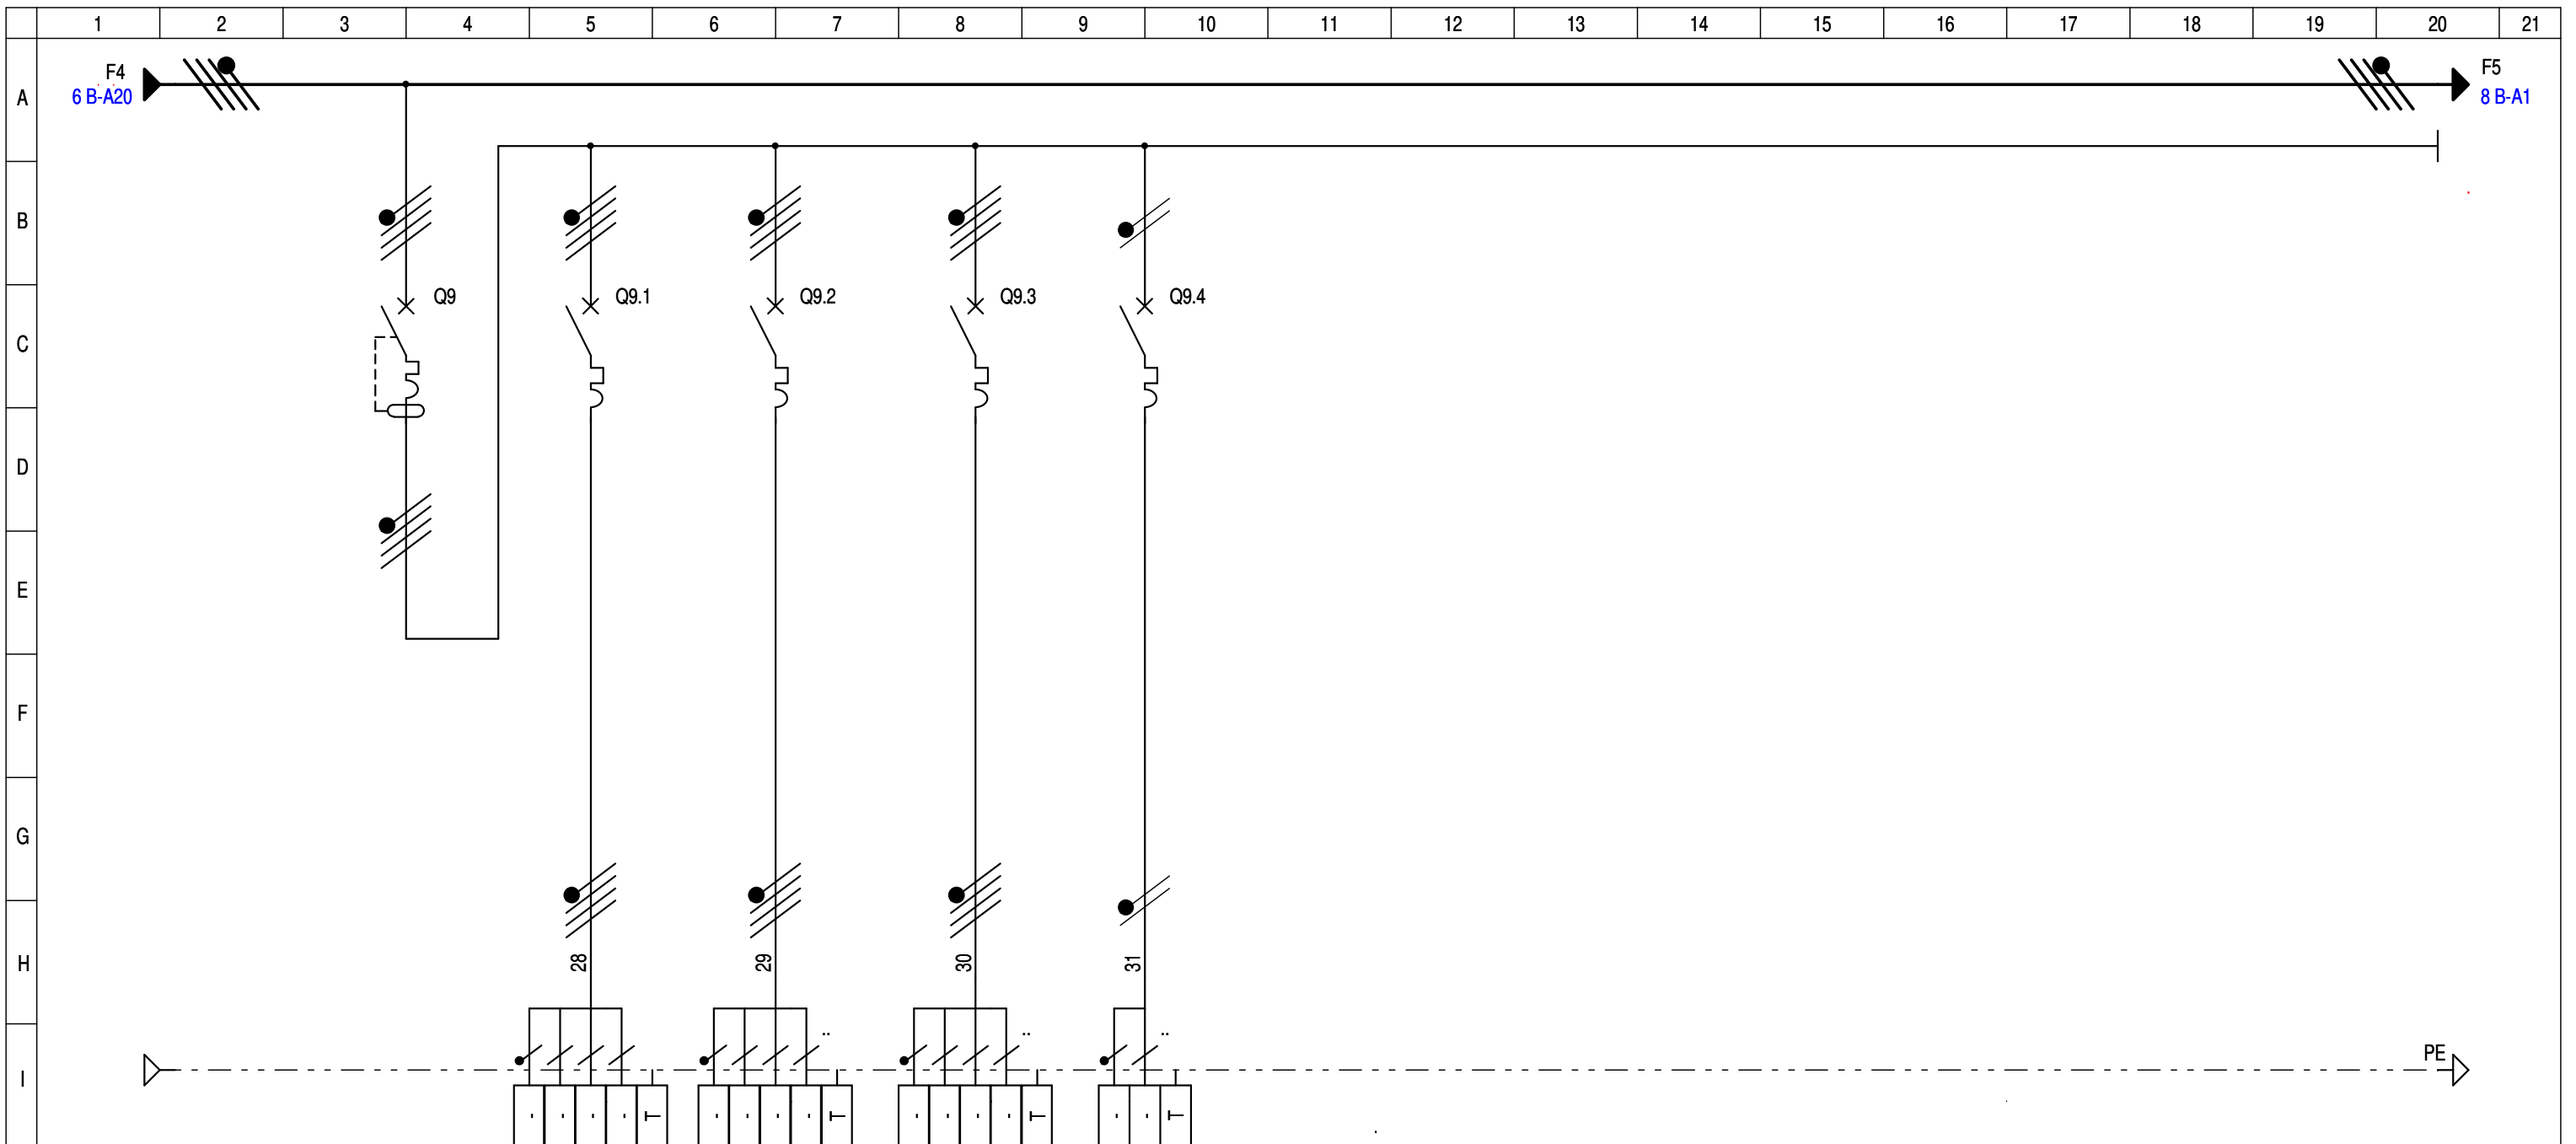 1 2 3 4 5 6 7 8 9 10 11 12 13 14 15 16 17 18 19 20 21
A
F4
6 B-A20
F5
8 B-A1
B
Q9 Q9.1 Q9.2 Q9.3 Q9.4
C
D
E
F
G
H
28 29 30 31
PE
I
- - - - T - - - - T - - - - T - - T